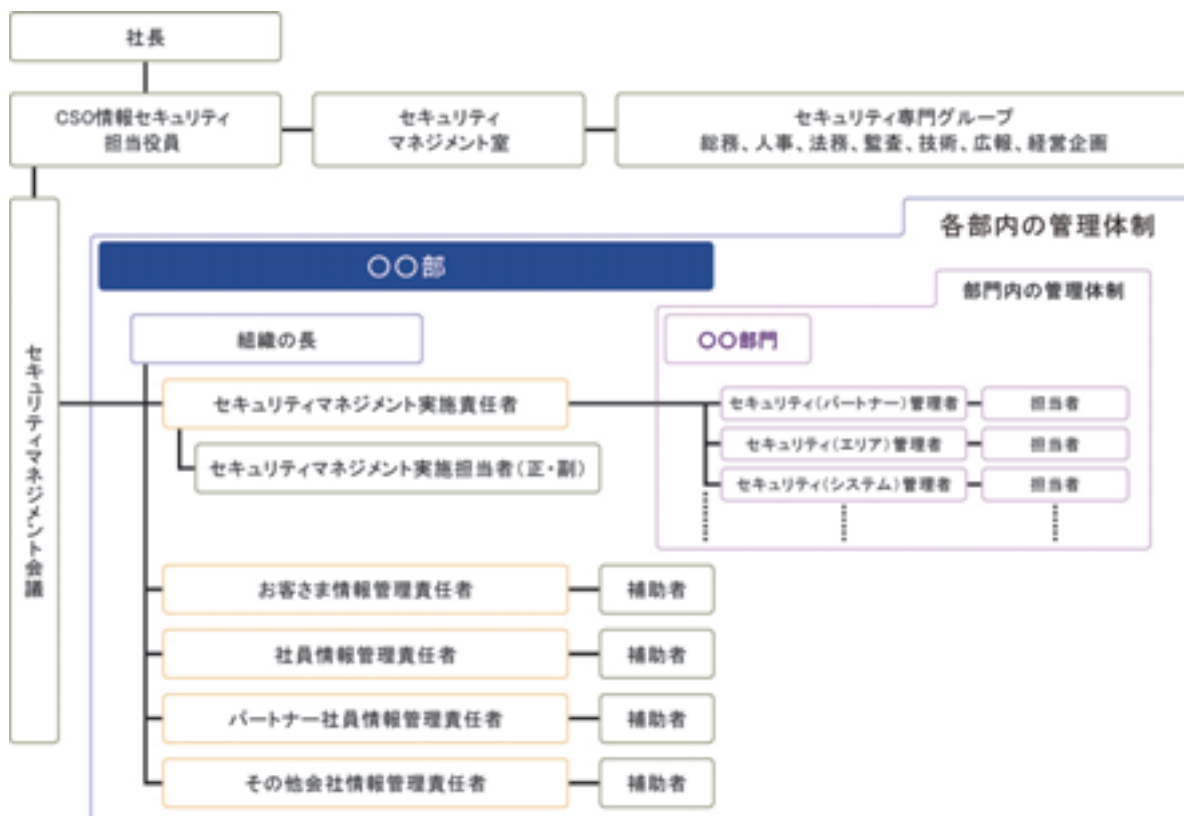 社長
CSO情報セキュリティ
担当役員
セキュリティ
マネジメント室
セキュリティ専門グループ
総務、人事、法務、監査、技術、広報、経営企画
セキュリティマネジメント会議
各部内の管理体制
〇〇部
部門内の管理体制
組織の長
〇〇部門
セキュリティマネジメント実施責任者
セキュリティ(パートナー)管理者
担当者
セキュリティ(エリア)管理者
担当者
セキュリティマネジメント実施担当者(正・副)
セキュリティ(システム)管理者
担当者
お客さま情報管理責任者
補助者
社員情報管理責任者
補助者
パートナー社員情報管理責任者
補助者
その他会社情報管理責任者
補助者